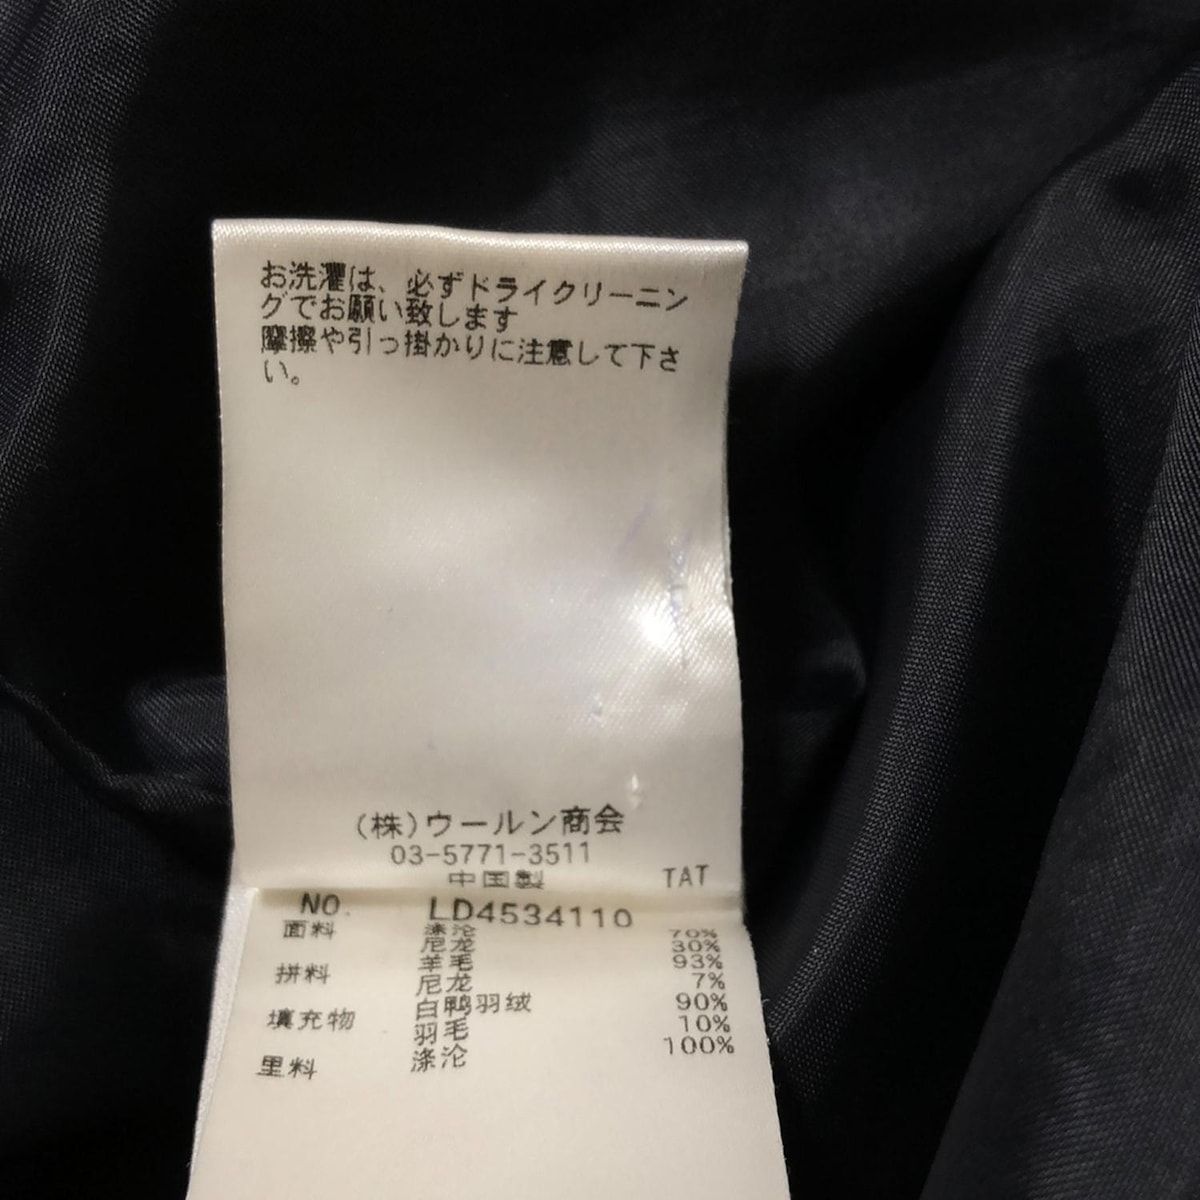 お洗濯は、必ずドライクリーニン
グでお願い致します
摩擦や引っ掛かりに注意して下さ
い。
(株)ウールン商会
03-5771-3511
中国製 TAT
NO. LD4534110
面料 涤沦 70%
尼龙 30%
拼料 羊毛 93%
尼龙 7%
填充物 白鸭羽绒 90%
羽毛 10%
里料 涤沦 100%